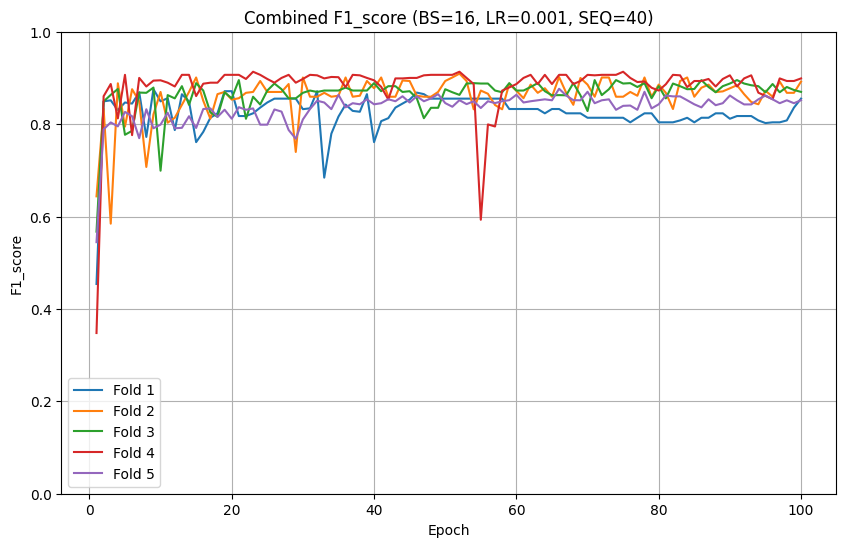 Combined F1_score (BS=16, LR=0.001, SEQ=40)
F1_score
1.0
0.8
0.6
0.4
0.2
0.0
Fold 1
Fold 2
Fold 3
Fold 4
Fold 5
0 20 40 60 80 100
Epoch